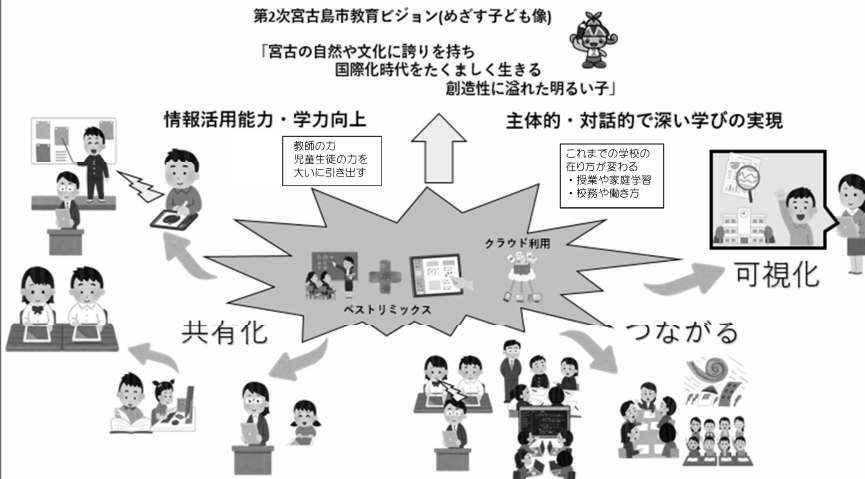 第2次宮古島市教育ビジョン(めざす子ども像)
「宮古の自然や文化に誇りを持ち
国際化時代をたくましく生きる
創造性に溢れた明るい子」
情報活用能力・学力向上
主体的・対話的で深い学びの実現
教師の力
児童生徒の力を
大いに引き出す
これまでの学校の
在り方が変わる
・授業や家庭学習
・校務や働き方
クラウド利用
ベストリミックス
可視化
共有化
つながる